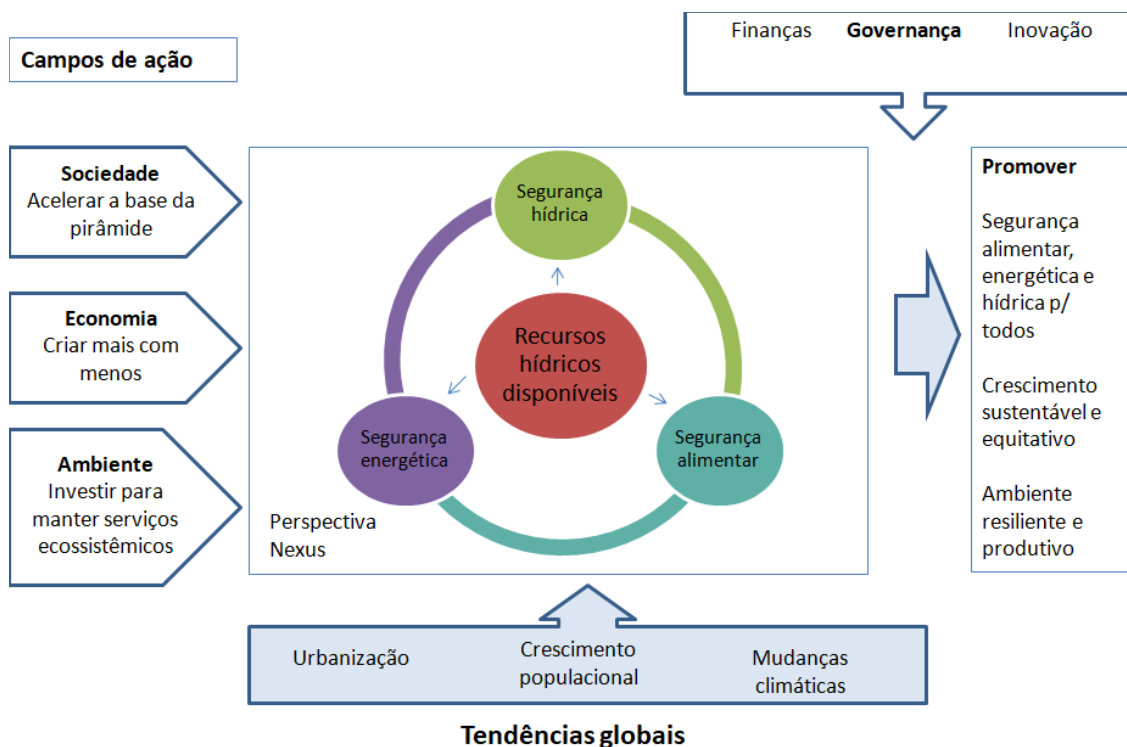 Finanças Governança Inovação
Campos de ação
Sociedade
Acelerar a base da
pirâmide
Economia
Criar mais com
menos
Ambiente
Investir para
manter serviços
ecossistêmicos
Segurança
hídrica
Recursos
hídricos
disponíveis
Segurança
energética
Segurança
alimentar
Perspectiva
Nexus
Promover
Segurança
alimentar,
energética e
hídrica p/
todos
Crescimento
sustentável e
equitativo
Ambiente
resiliente e
produtivo
Urbanização
Crescimento
populacional
Mudanças
climáticas
Tendências globais